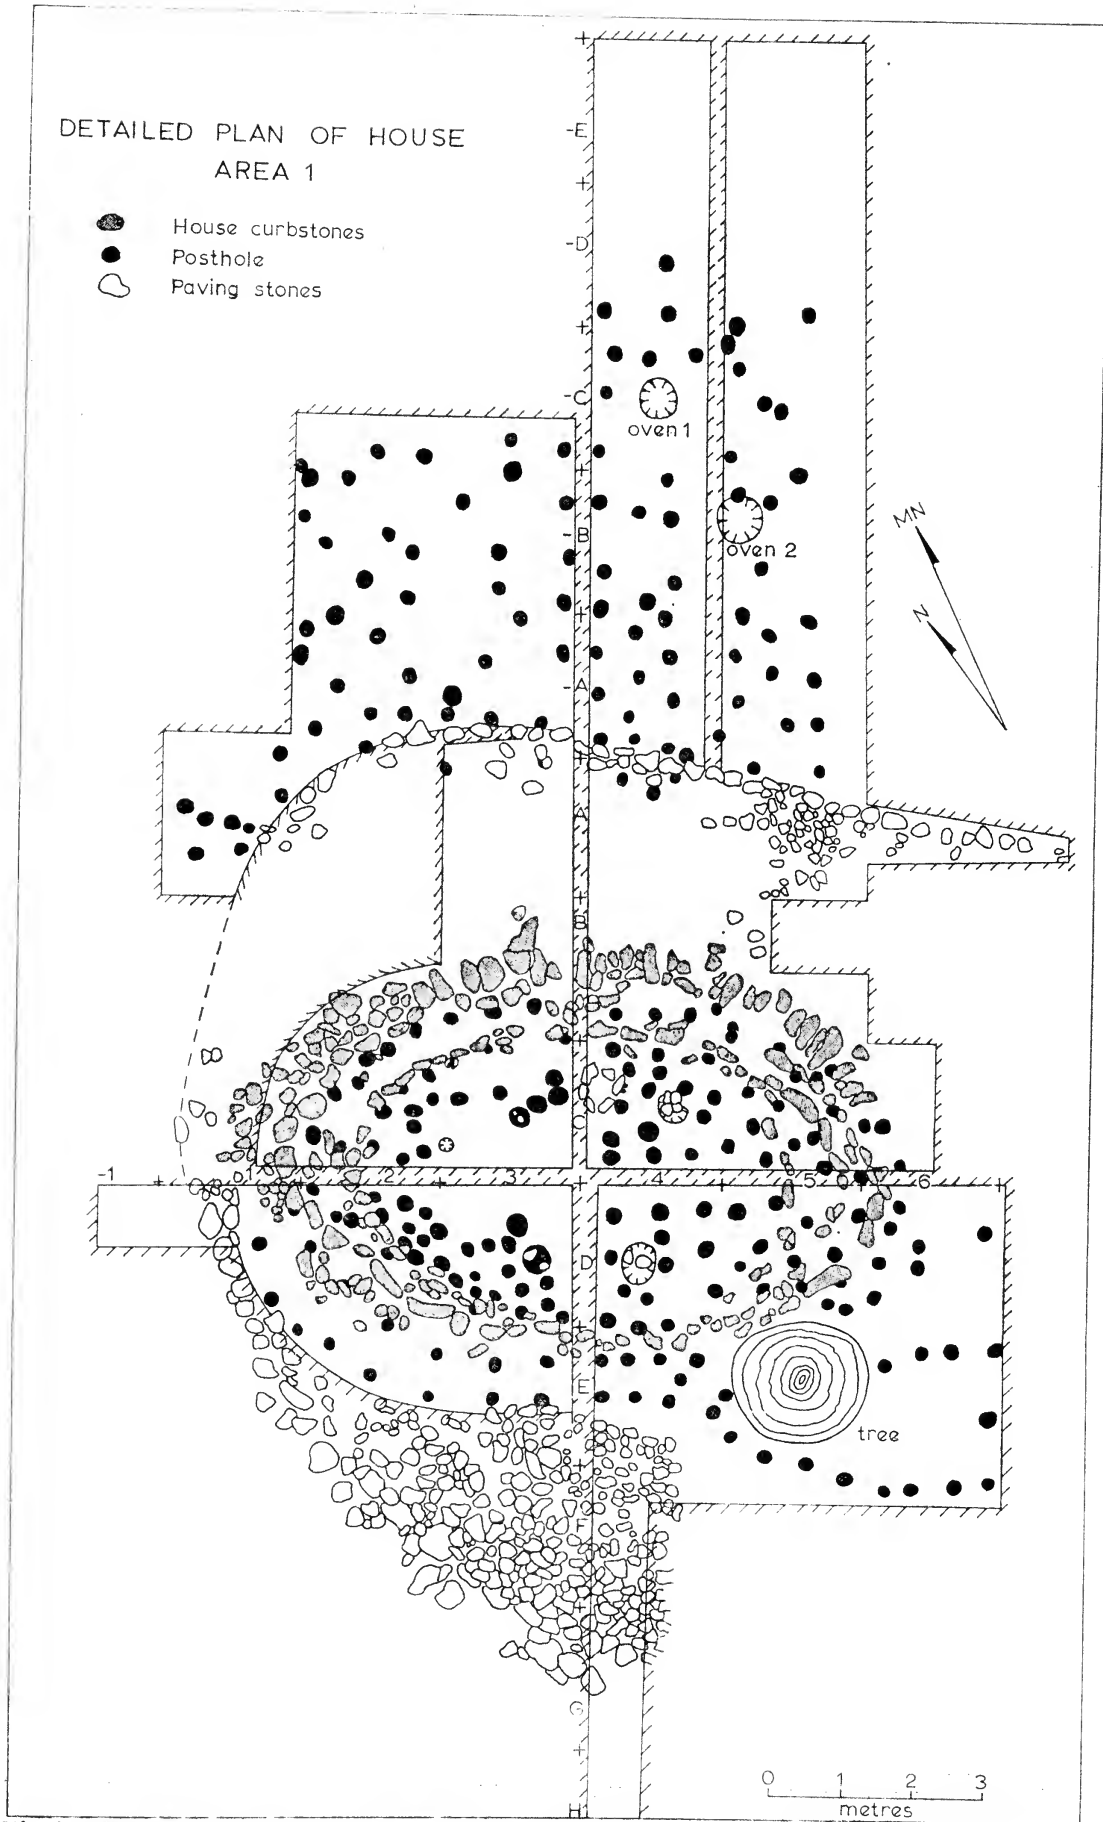 DETAILED PLAN OF HOUSE
AREA 1
House curbstones
Posthole
Paving stones
-E
-D
-C
oven 1
-B
oven 2
MN
N
-A
A
B
C
-1
1
2
3
4
5
6
D
E
tree
F
G
H
0 1 2 3
metres